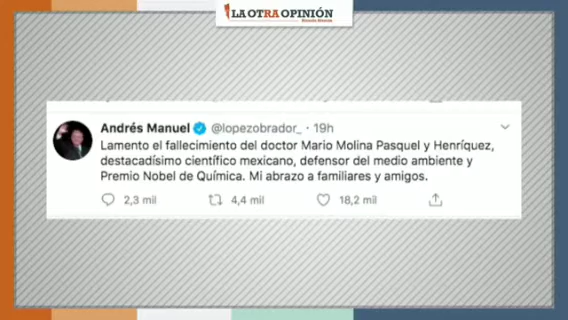 LA OTRA OPINIÓN
Andrés Manuel @lopezobrador_ · 19h
Lamento el fallecimiento del doctor Mario Molina Pasquel y Henríquez,
destacadísimo científico mexicano, defensor del medio ambiente y
Premio Nobel de Química. Mi abrazo a familiares y amigos.
2,3 mil 4,4 mil 18,2 mil